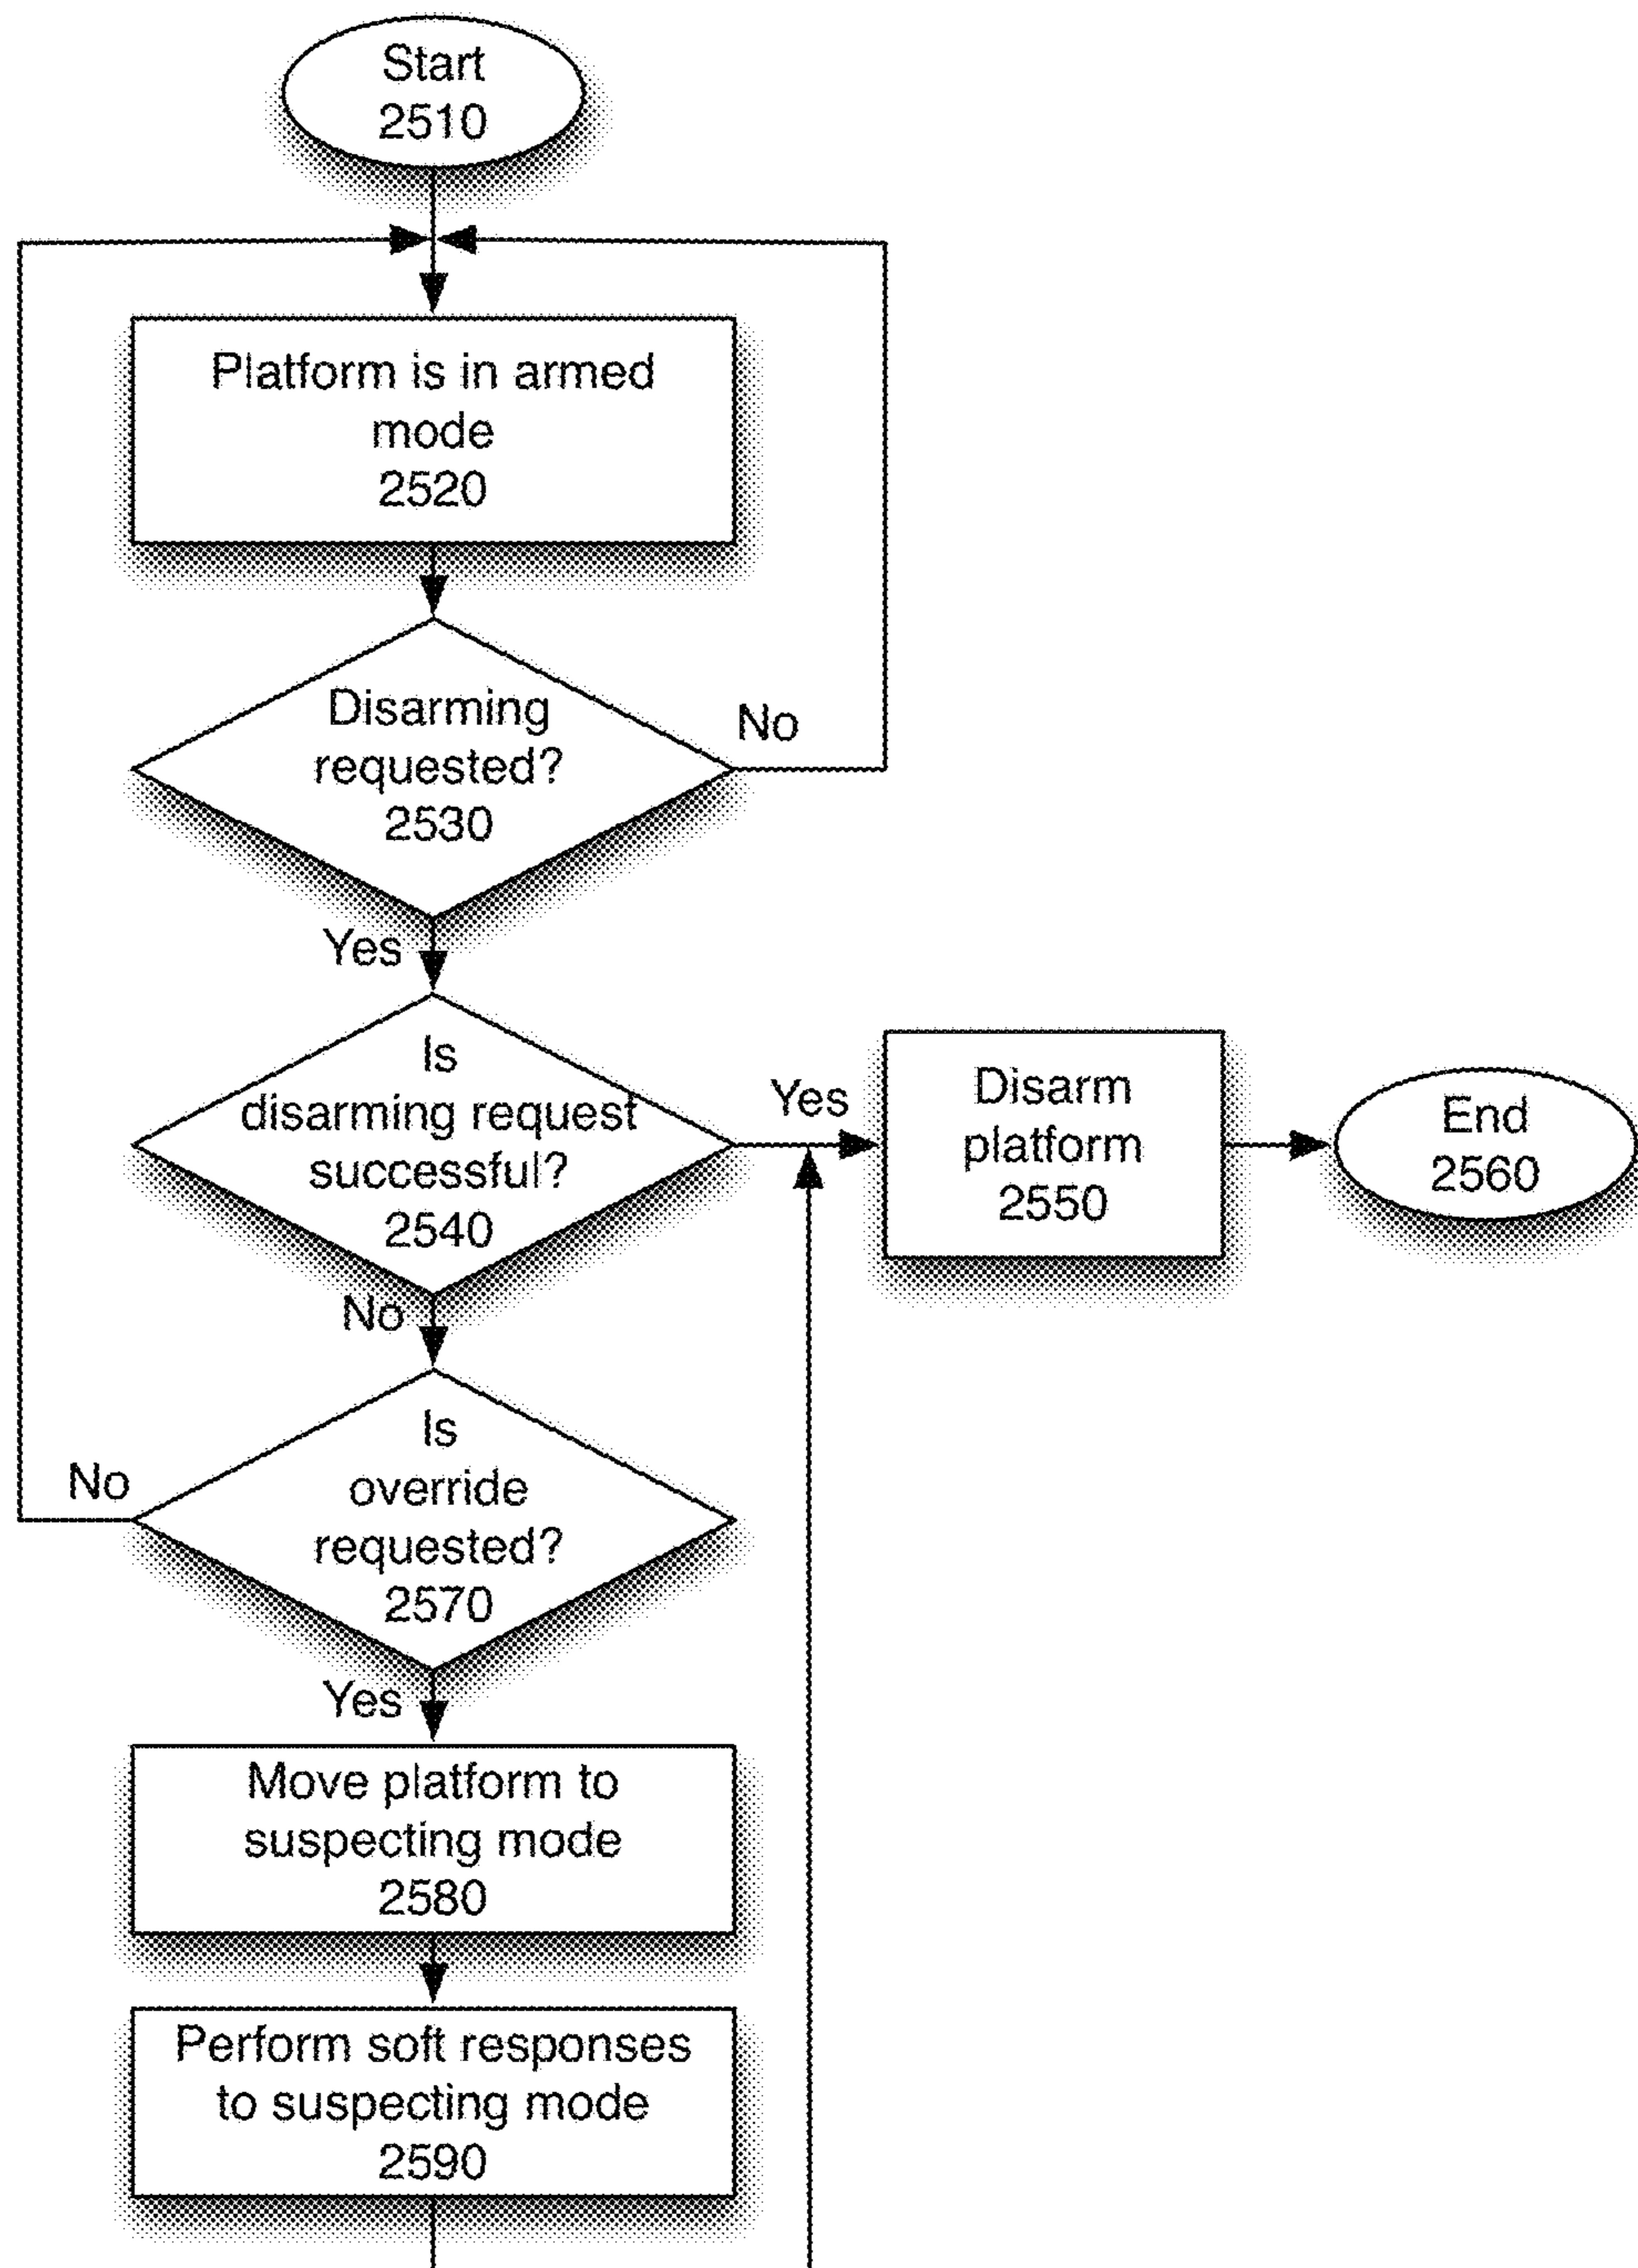 Start
2510
Platform is in armed
mode
2520
Disarming
requested?
2530
No
Yes
Is
disarming request
successful?
2540
Yes
Disarm
platform
2550
End
2560
No
Is
override
requested?
2570
No
Yes
Move platform to
suspecting mode
2580
Perform soft responses
to suspecting mode
2590